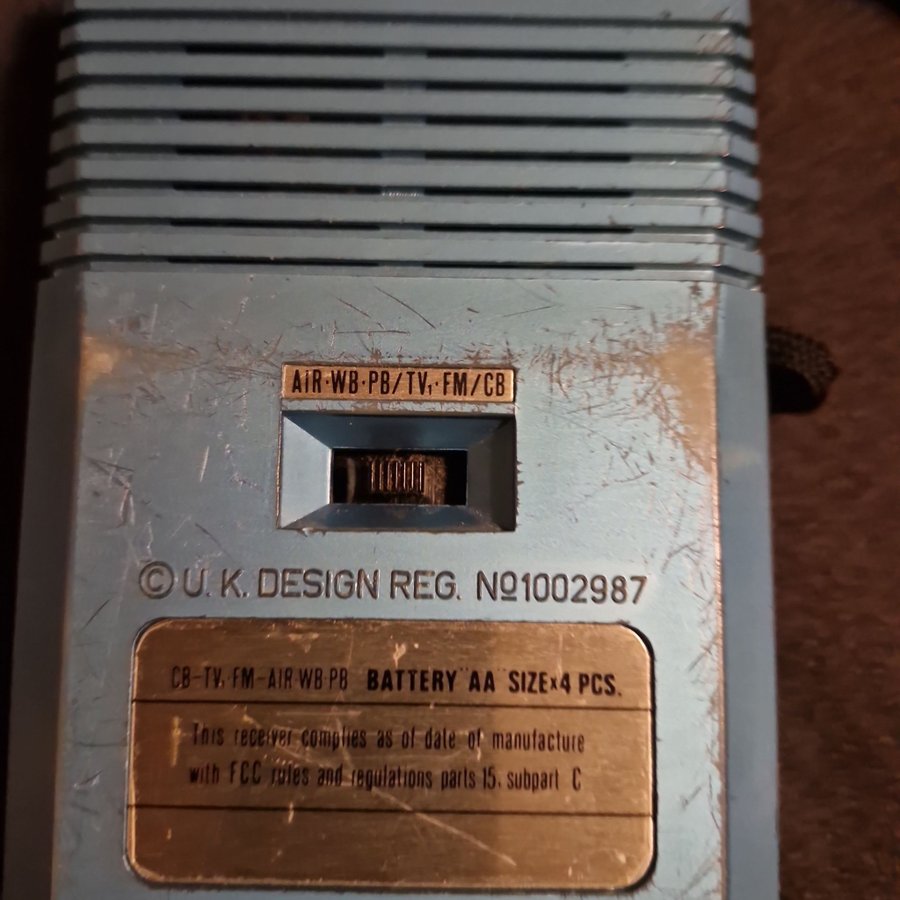 AIR·WB·PB/TV₁·FM/CB
©U. K. DESIGN REG. Nº1002987
CB-TV₁ FM-AIR·WB·PB BATTERY "AA" SIZE×4 PCS.
This receiver complies as of date of manufacture
with FCC rules and regulations parts 15, subpart C